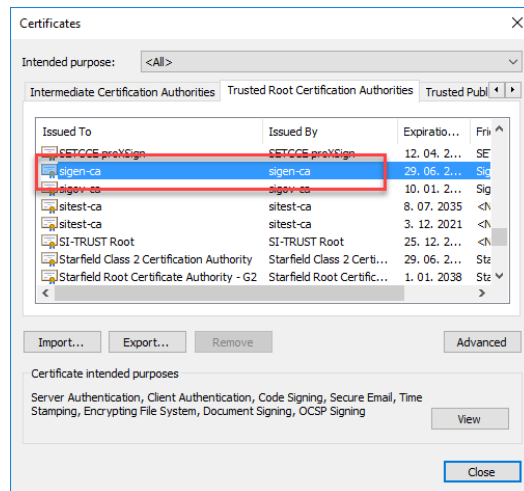 Certificates
Intended purpose: <All>
Intermediate Certification Authorities Trusted Root Certification Authorities Trusted Publ
Issued To Issued By Expiratio... Frie
SETCCE proXSign SETCCE proXSign 12. 04. 2... SE
sigen-ca sigen-ca 29. 06. 2... Sig
sigov-ca sigov-ca 10. 01. 2... Sig
sitest-ca sitest-ca 8. 07. 2035 <N
sitest-ca sitest-ca 3. 12. 2021 <N
SI-TRUST Root SI-TRUST Root 25. 12. 2... <N
Starfield Class 2 Certification Authority Starfield Class 2 Certi... 29. 06. 2... Sta
Starfield Root Certificate Authority - G2 Starfield Root Certific... 1. 01. 2038 Sta
Import... Export... Remove Advanced
Certificate intended purposes
Server Authentication, Client Authentication, Code Signing, Secure Email, Time
Stamping, Encrypting File System, Document Signing, OCSP Signing
View
Close